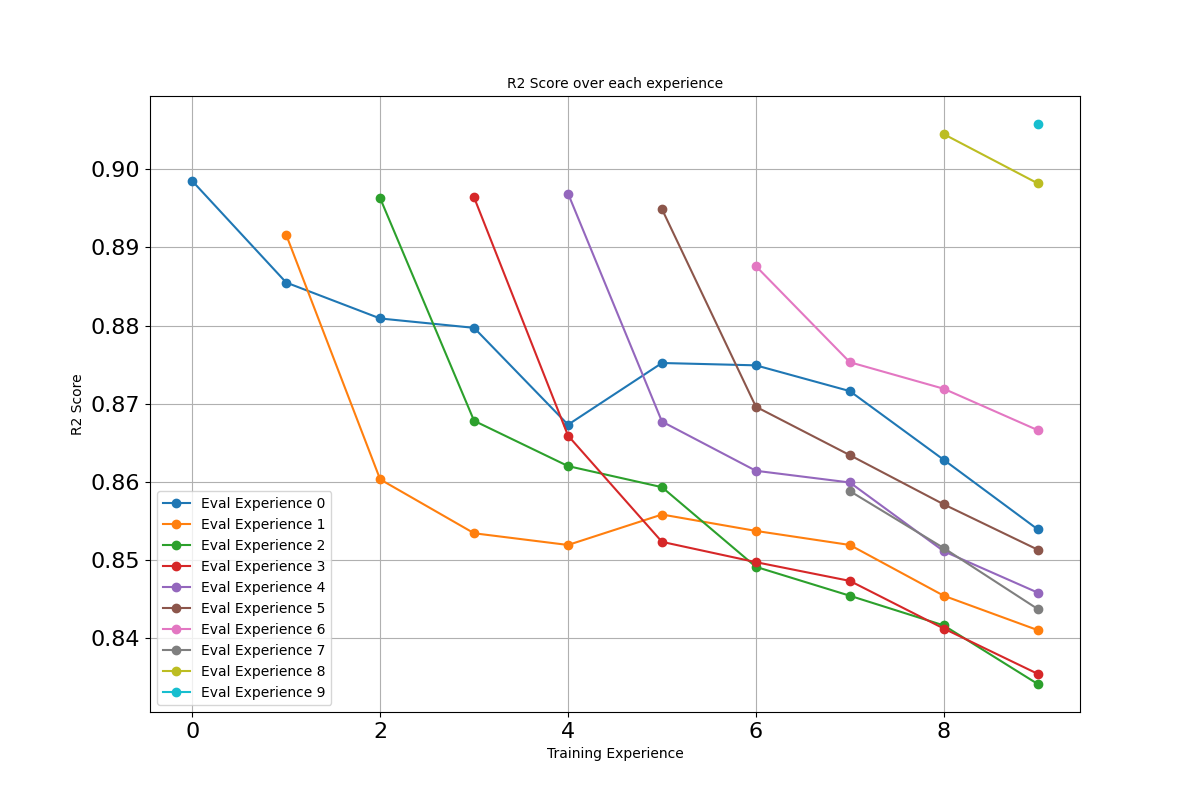 R2 Score over each experience
0.90
0.89
0.88
0.87
0.86
0.85
0.84
R2 Score
Eval Experience 0
Eval Experience 1
Eval Experience 2
Eval Experience 3
Eval Experience 4
Eval Experience 5
Eval Experience 6
Eval Experience 7
Eval Experience 8
Eval Experience 9
0 2 4 6 8
Training Experience